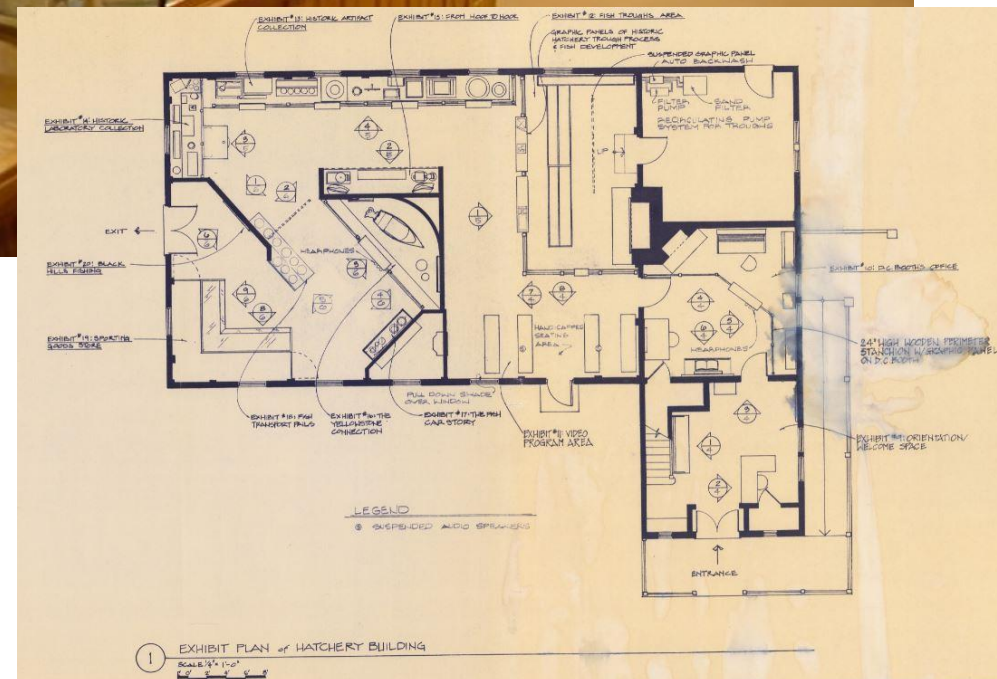 EXHIBIT #13: HISTORIC ARTIFACT
COLLECTION
EXHIBIT #15: FROM HOOF TO HOOK
EXHIBIT #12: FISH TROUGHS AREA
GRAPHIC PANELS OF HISTORIC
HATCHERY TROUGH PROCESS
& FISH DEVELOPMENT
SUSPENDED GRAPHIC PANEL
AUTO BACKWASH
FILTER
PUMP
SAND
FILTER
RECIRCULATING PUMP
SYSTEM FOR TROUGHS
EXHIBIT #14: HISTORIC
LABORATORY COLLECTION
UP
EXIT
HEADPHONES
EXHIBIT #20: BLACK
HILLS FISHING
EXHIBIT #10: D.C. BOOTH'S OFFICE
HANDICAPPED
SEATING
AREA
HEADPHONES
EXHIBIT #19: SPORTING
GOODS STORE
24" HIGH WOODEN PERIMETER
STANCHION W/GRAPHIC PANEL
ON D.C. BOOTH
PULL DOWN SHADE
OVER WINDOW
EXHIBIT #18: FISH
TRANSPORT PAILS
EXHIBIT #16: THE
YELLOWSTONE
CONNECTION
EXHIBIT #17: THE FISH
CAR STORY
EXHIBIT #11: VIDEO
PROGRAM AREA
EXHIBIT #9: ORIENTATION/
WELCOME SPACE
LEGEND
SUSPENDED AUDIO SPEAKERS
ENTRANCE
1 EXHIBIT PLAN of HATCHERY BUILDING
SCALE: 1/4" = 1'-0"